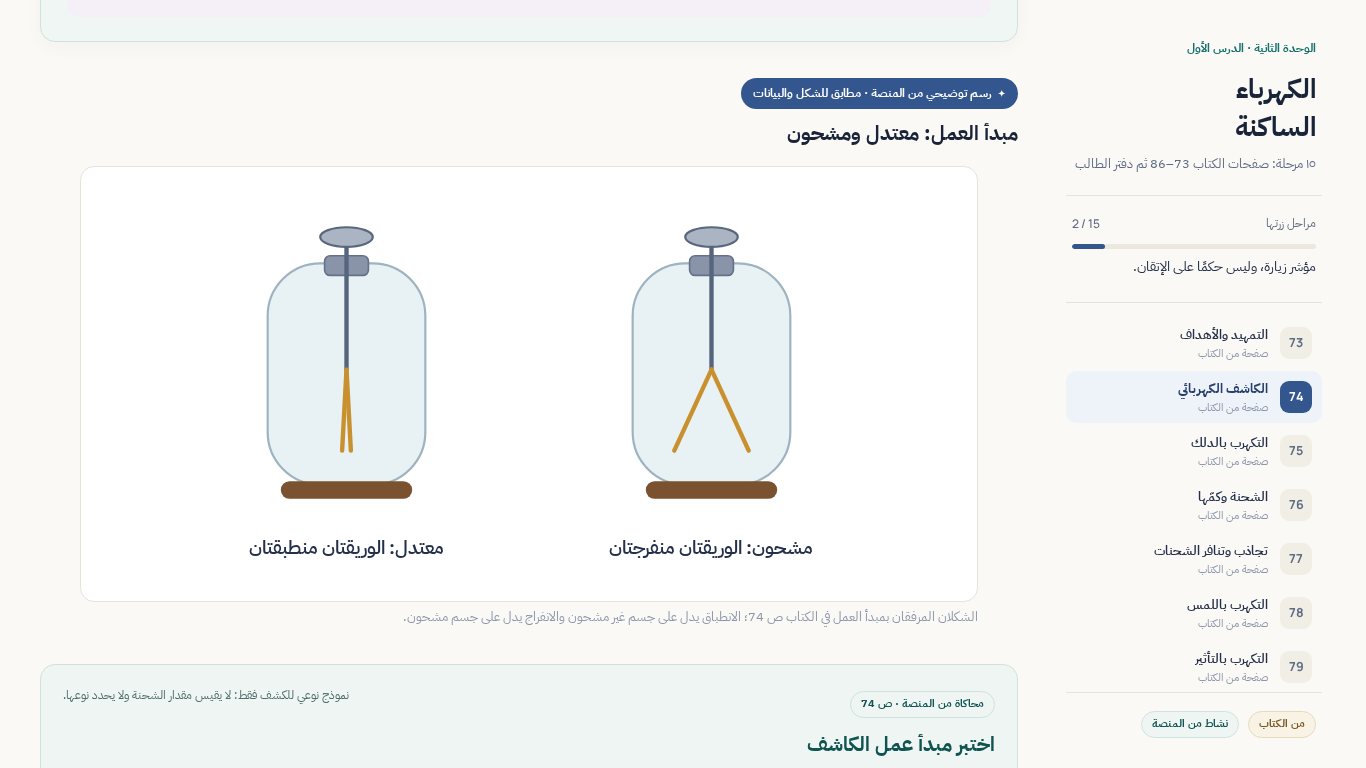 الوحدة الثانية · الدرس الأول
الكهرباء
الساكنة
١٥ مرحلة: صفحات الكتاب 73–86 ثم دفتر الطالب
مراحل زرتها
2 / 15
مؤشر زيارة، وليس حكمًا على الإتقان.
73
التمهيد والأهداف
صفحة من الكتاب
74
الكاشف الكهربائي
صفحة من الكتاب
75
التكهرب بالدلك
صفحة من الكتاب
76
الشحنة وكمّها
صفحة من الكتاب
77
تجاذب وتنافر الشحنات
صفحة من الكتاب
78
التكهرب باللمس
صفحة من الكتاب
79
التكهرب بالتأثير
صفحة من الكتاب
من الكتاب
نشاط من المنصة
✦ رسم توضيحي من المنصة · مطابق للشكل والبيانات
مبدأ العمل: معتدل ومشحون
مشحون: الوريقتان منفرجتان
معتدل: الوريقتان منطبقتان
الشكلان المرفقان بمبدأ العمل في الكتاب ص 74؛ الانطباق يدل على جسم غير مشحون والانفراج يدل على جسم مشحون.
محاكاة من المنصة · ص 74
نموذج نوعي للكشف فقط: لا يقيس مقدار الشحنة ولا يحدد نوعها.
اختبر مبدأ عمل الكاشف